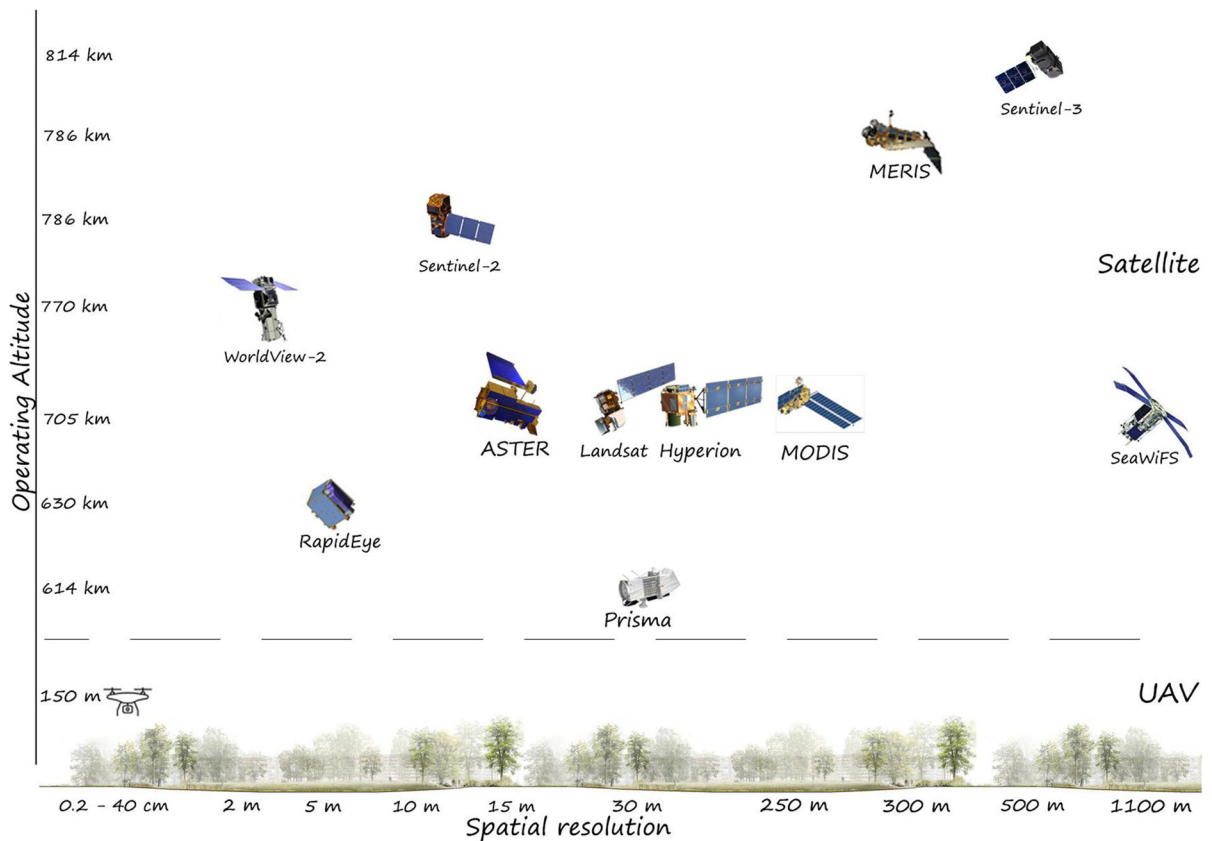 814 km
Sentinel-3
786 km
MERIS
786 km
Sentinel-2
Satellite
770 km
WorldView-2
Operating Altitude
705 km
ASTER
Landsat
Hyperion
MODIS
SeaWiFS
630 km
RapidEye
614 km
Prisma
150 m
UAV
0.2 - 40 cm
2 m
5 m
10 m
15 m
30 m
250 m
300 m
500 m
1100 m
Spatial resolution